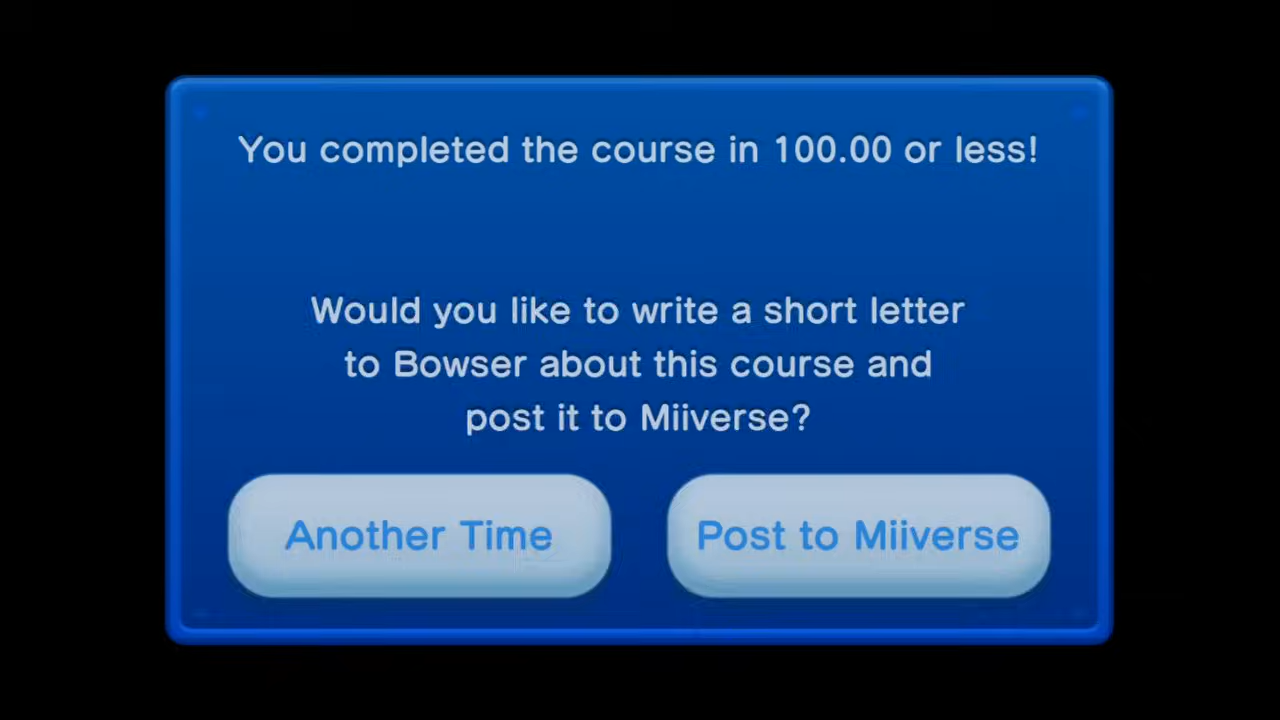 You completed the course in 100.00 or less!
Would you like to write a short letter
to Bowser about this course and
post it to Miiverse?
Another Time
Post to Miiverse